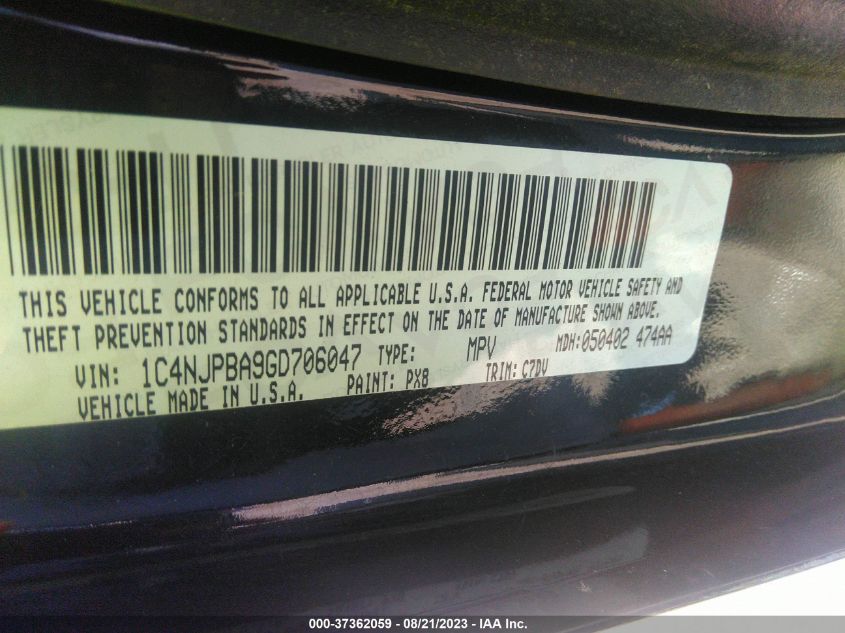 THIS VEHICLE CONFORMS TO ALL APPLICABLE U.S.A. FEDERAL MOTOR VEHICLE SAFETY AND
THEFT PREVENTION STANDARDS IN EFFECT ON THE DATE OF MANUFACTURE SHOWN ABOVE.
VIN: 1C4NJPBA9GD706047 TYPE: MPV MDH: 050402 474AA
VEHICLE MADE IN U.S.A. PAINT: PX8 TRIM: C7DV
000-37362059 - 08/21/2023 - IAA Inc.